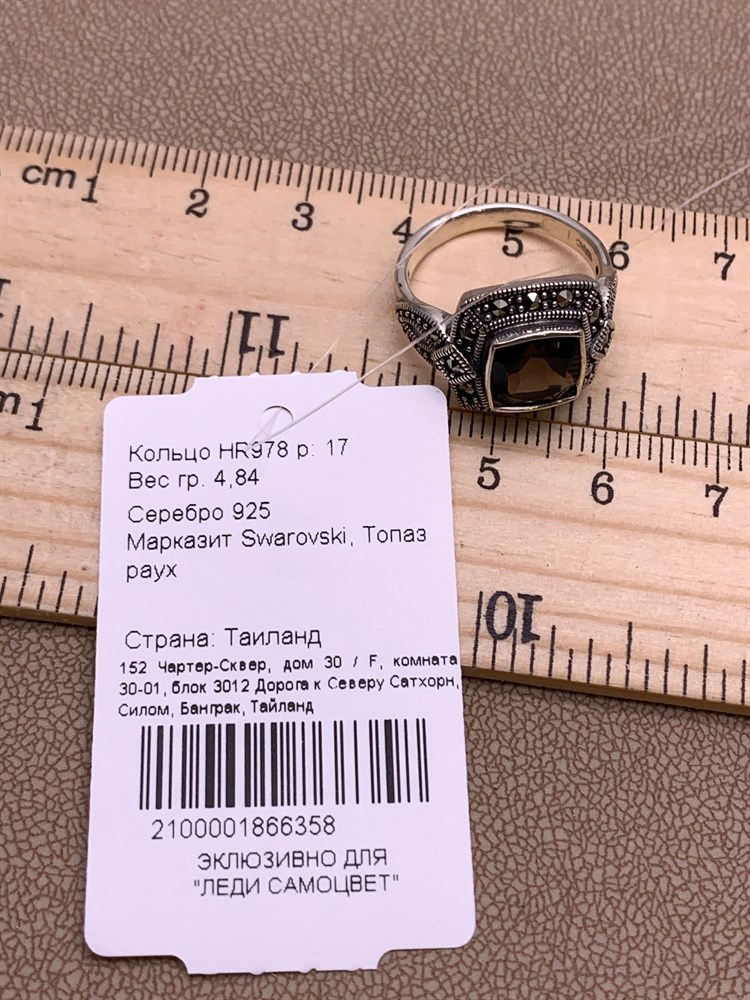 cm 1 2 3 4 5 6 7
11
1
5 6 7
10
Кольцо HR978 р: 17
Вес гр. 4,84
Серебро 925
Марказит Swarovski, Топаз
раух
Страна: Таиланд
152 Чартер-Сквер, дом 30 / F, комната
30-01, блок 3012 Дорога к Северу Сатхорн,
Силом, Банграк, Тайланд
2100001866358
ЭКЛЮЗИВНО ДЛЯ
"ЛЕДИ САМОЦВЕТ"